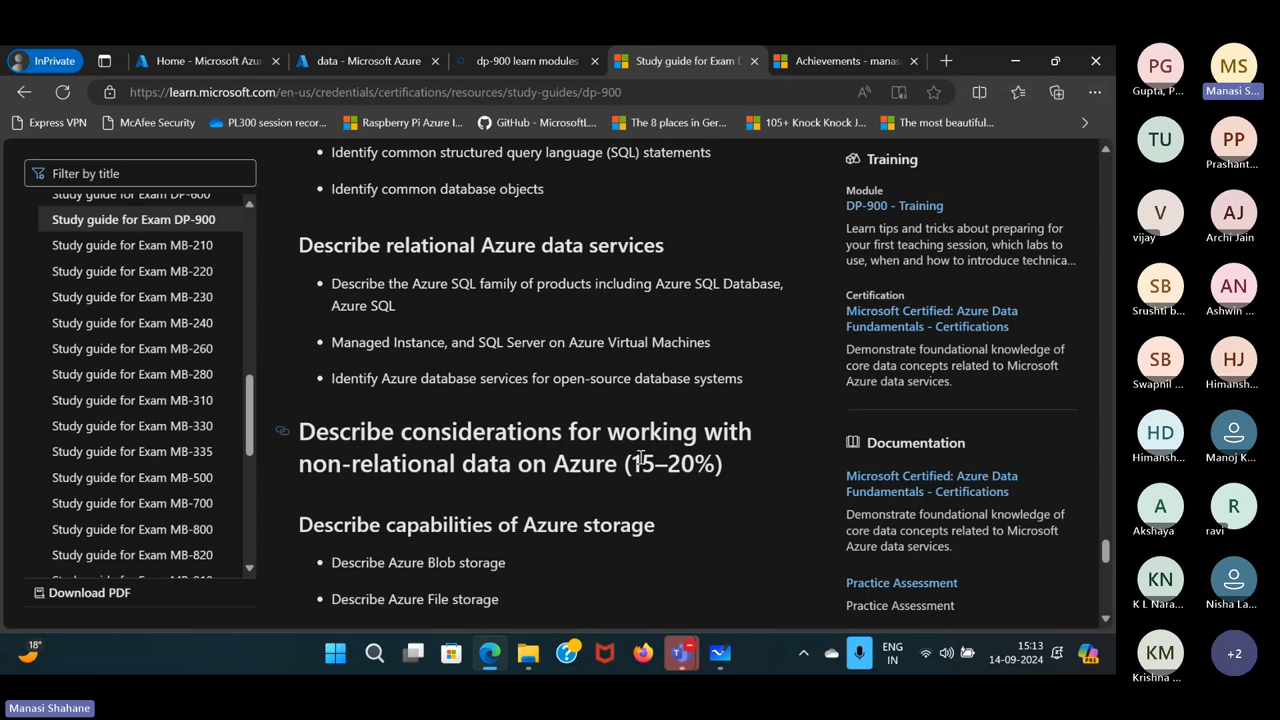 InPrivate
Home - Microsoft Azur
data - Microsoft Azure
dp-900 learn modules
Study guide for Exam D
Achievements - manas
https://learn.microsoft.com/en-us/credentials/certifications/resources/study-guides/dp-900
Express VPN
McAfee Security
PL300 session recor...
Raspberry Pi Azure I...
GitHub - MicrosoftL...
The 8 places in Ger...
105+ Knock Knock J...
The most beautiful...
Filter by title
Study guide for Exam DP-600
Study guide for Exam DP-900
Study guide for Exam MB-210
Study guide for Exam MB-220
Study guide for Exam MB-230
Study guide for Exam MB-240
Study guide for Exam MB-260
Study guide for Exam MB-280
Study guide for Exam MB-310
Study guide for Exam MB-330
Study guide for Exam MB-335
Study guide for Exam MB-500
Study guide for Exam MB-700
Study guide for Exam MB-800
Study guide for Exam MB-820
Download PDF
• Identify common structured query language (SQL) statements
• Identify common database objects
Describe relational Azure data services
• Describe the Azure SQL family of products including Azure SQL Database,
Azure SQL
• Managed Instance, and SQL Server on Azure Virtual Machines
• Identify Azure database services for open-source database systems
Describe considerations for working with
non-relational data on Azure (15–20%)
Describe capabilities of Azure storage
• Describe Azure Blob storage
• Describe Azure File storage
Training
Module
DP-900 - Training
Learn tips and tricks about preparing for
your first teaching session, which labs to
use, when and how to introduce technica...
Certification
Microsoft Certified: Azure Data
Fundamentals - Certifications
Demonstrate foundational knowledge of
core data concepts related to Microsoft
Azure data services.
Documentation
Microsoft Certified: Azure Data
Fundamentals - Certifications
Demonstrate foundational knowledge of
core data concepts related to Microsoft
Azure data services.
Practice Assessment
Practice Assessment
18°
ENG
IN
15:13
14-09-2024
PRE
Manasi Shahane
PG
Gupta, P...
MS
Manasi S...
TU
PP
Prashant...
V
vijay
AJ
Archi Jain
SB
Srushti b...
AN
Ashwin ...
SB
Swapnil ...
HJ
Himansh...
HD
Himansh...
Manoj K...
A
Akshaya
R
ravi
KN
K L Nara...
Nisha La...
KM
Krishna ...
+2